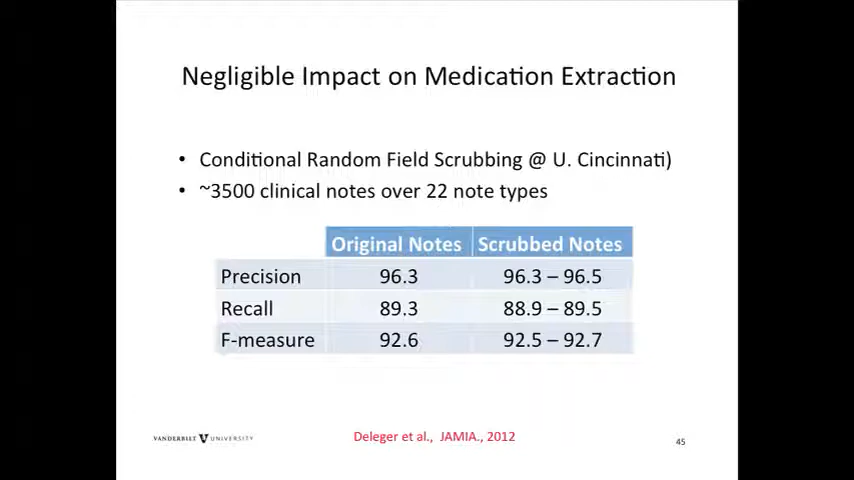 Negligible Impact on Medication Extraction
• Conditional Random Field Scrubbing @ U. Cincinnati)
• ~3500 clinical notes over 22 note types
Original Notes Scrubbed Notes
Precision 96.3 96.3 – 96.5
Recall 89.3 88.9 – 89.5
F-measure 92.6 92.5 – 92.7
VANDERBILT V UNIVERSITY
Deleger et al., JAMIA., 2012
45